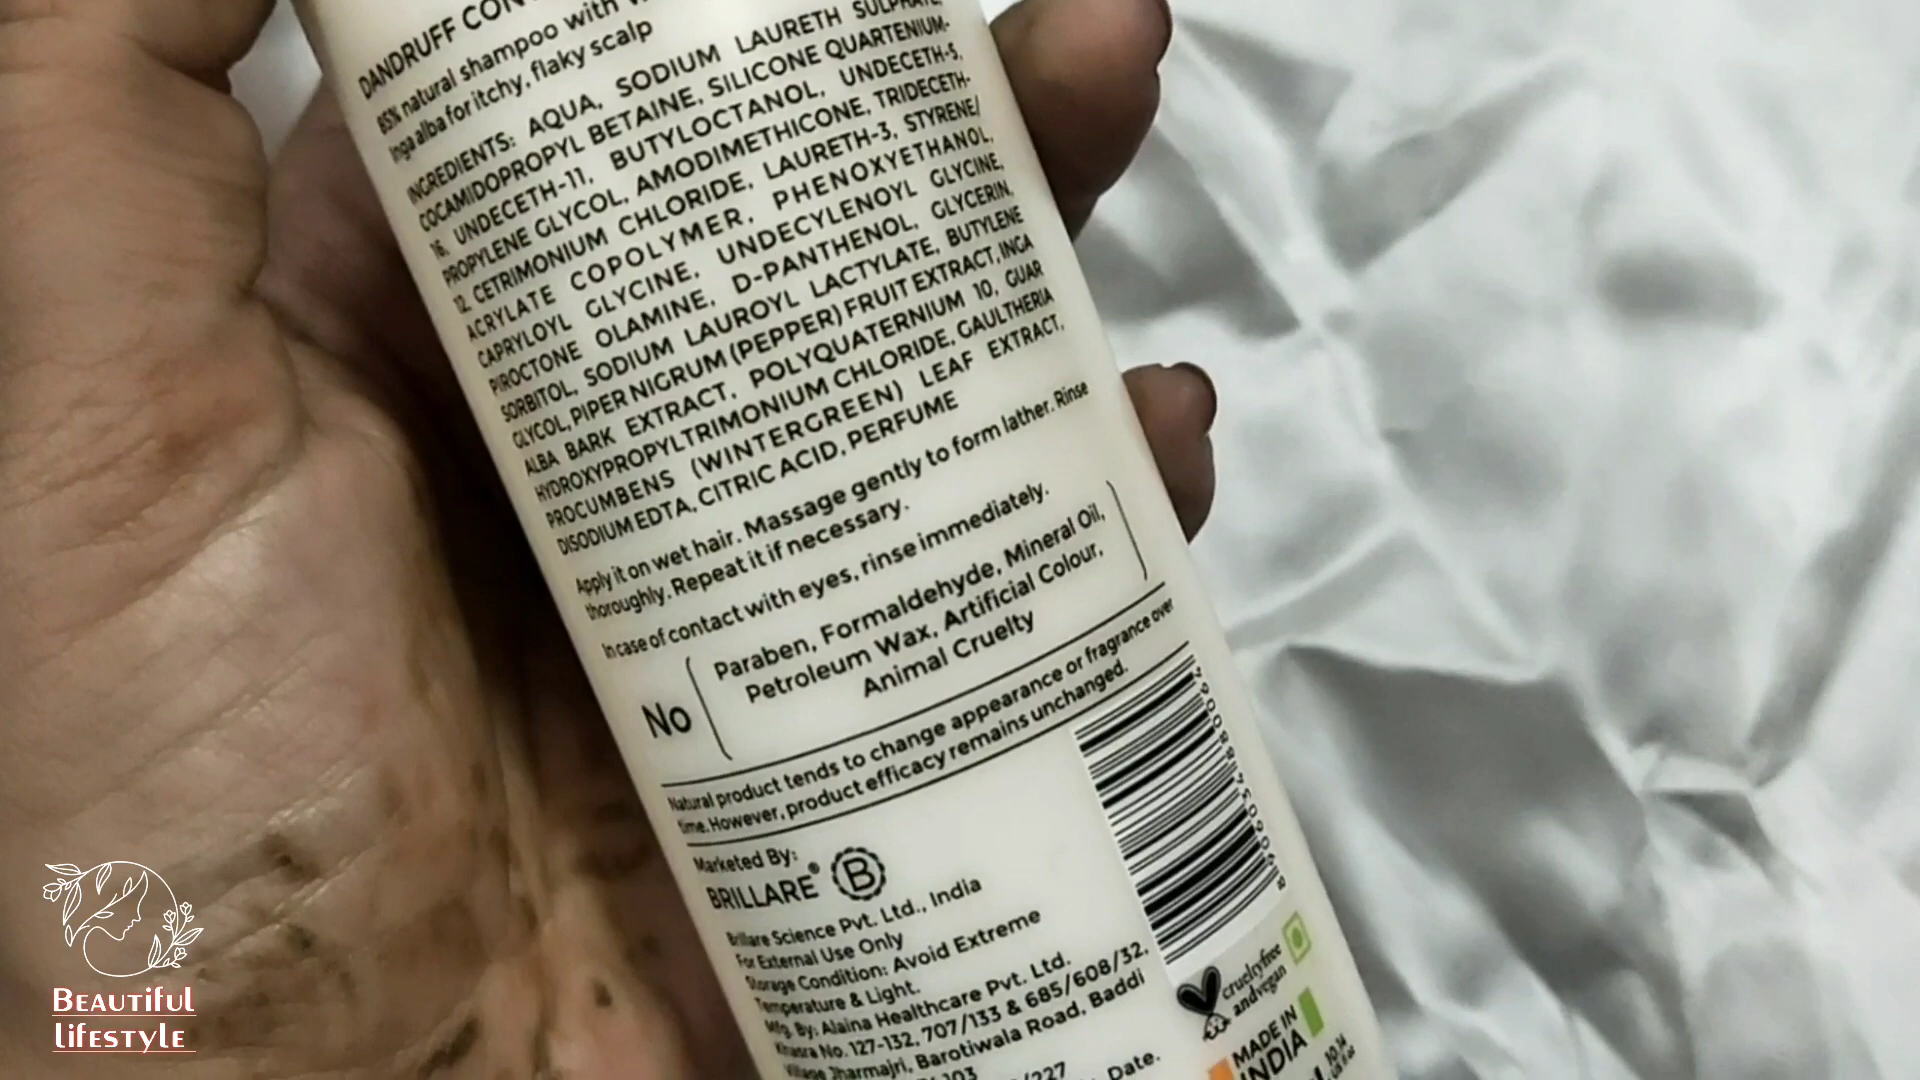 DANDRUFF
85% natural shampoo with
Inga alba for itchy, flaky scalp
INGREDIENTS: AQUA, SODIUM LAURETH SULPHATE,
COCAMIDOPROPYL BETAINE, SILICONE QUARTENIUM-
16, UNDECETH-11, BUTYLOCTANOL, UNDECETH-5,
PROPYLENE GLYCOL, AMODIMETHICONE, TRIDECETH-
12, CETRIMONIUM CHLORIDE, LAURETH-3, STYRENE/
ACRYLATE COPOLYMER, PHENOXYETHANOL,
CAPRYLOYL GLYCINE, UNDECYLENOYL GLYCINE,
PIROCTONE OLAMINE, D-PANTHENOL, GLYCERIN,
SORBITOL, SODIUM LAUROYL LACTYLATE, BUTYLENE
GLYCOL, PIPER NIGRUM (PEPPER) FRUIT EXTRACT, INGA
ALBA BARK EXTRACT, POLYQUATERNIUM 10, GUAR
HYDROXYPROPYLTRIMONIUM CHLORIDE, GAULTHERIA
PROCUMBENS (WINTERGREEN) LEAF EXTRACT,
DISODIUM EDTA, CITRIC ACID, PERFUME
Apply it on wet hair. Massage gently to form lather. Rinse
thoroughly. Repeat it if necessary.
In case of contact with eyes, rinse immediately.
No
Paraben, Formaldehyde, Mineral Oil,
Petroleum Wax, Artificial Colour,
Animal Cruelty
Natural product tends to change appearance or fragrance over
time. However, product efficacy remains unchanged.
Marketed By:
BRILLARE® B
Brillare Science Pvt. Ltd., India
For External Use Only
Storage Condition: Avoid Extreme
Temperature & Light.
Mfg. By: Alaina Healthcare Pvt. Ltd.
Khasra No. 127-132, 707/133 & 685/608/32,
Village Jharmajri, Barotiwala Road, Baddi
103
/227
Date.
crueltyfree
andvegan
MADE IN
INDIA
BEAUTIFUL
LIFESTYLE